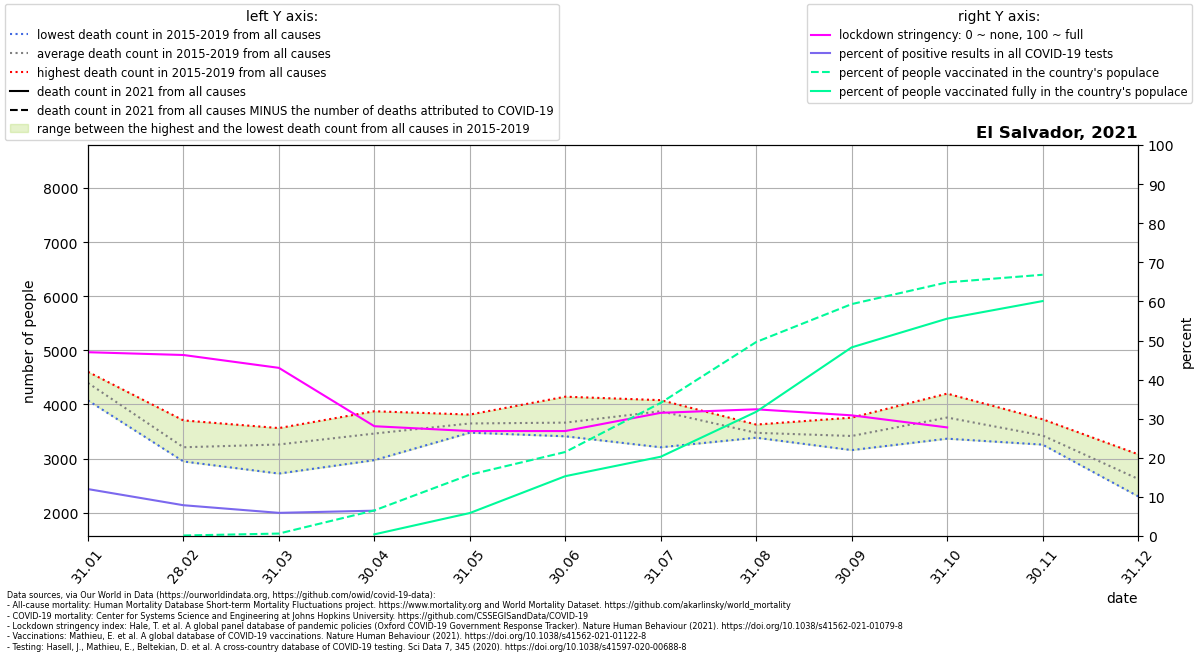 left Y axis:
lowest death count in 2015-2019 from all causes
average death count in 2015-2019 from all causes
highest death count in 2015-2019 from all causes
death count in 2021 from all causes
death count in 2021 from all causes MINUS the number of deaths attributed to COVID-19
range between the highest and the lowest death count from all causes in 2015-2019
right Y axis:
lockdown stringency: 0 ~ none, 100 ~ full
percent of positive results in all COVID-19 tests
percent of people vaccinated in the country's populace
percent of people vaccinated fully in the country's populace
El Salvador, 2021
number of people
8000
7000
6000
5000
4000
3000
2000
100
90
80
70
60
50
40
30
20
10
0
percent
31.01
28.02
31.03
30.04
31.05
30.06
31.07
31.08
30.09
31.10
30.11
31.12
date
Data sources, via Our World in Data (https://ourworldindata.org, https://github.com/owid/covid-19-data):
- All-cause mortality: Human Mortality Database Short-term Mortality Fluctuations project. https://www.mortality.org and World Mortality Dataset. https://github.com/akarlinsky/world_mortality
- COVID-19 mortality: Center for Systems Science and Engineering at Johns Hopkins University. https://github.com/CSSEGISandData/COVID-19
- Lockdown stringency index: Hale, T. et al. A global panel database of pandemic policies (Oxford COVID-19 Government Response Tracker). Nature Human Behaviour (2021). https://doi.org/10.1038/s41562-021-01079-8
- Vaccinations: Mathieu, E. et al. A global database of COVID-19 vaccinations. Nature Human Behaviour (2021). https://doi.org/10.1038/s41562-021-01122-8
- Testing: Hasell, J., Mathieu, E., Beltekian, D. et al. A cross-country database of COVID-19 testing. Sci Data 7, 345 (2020). https://doi.org/10.1038/s41597-020-00688-8